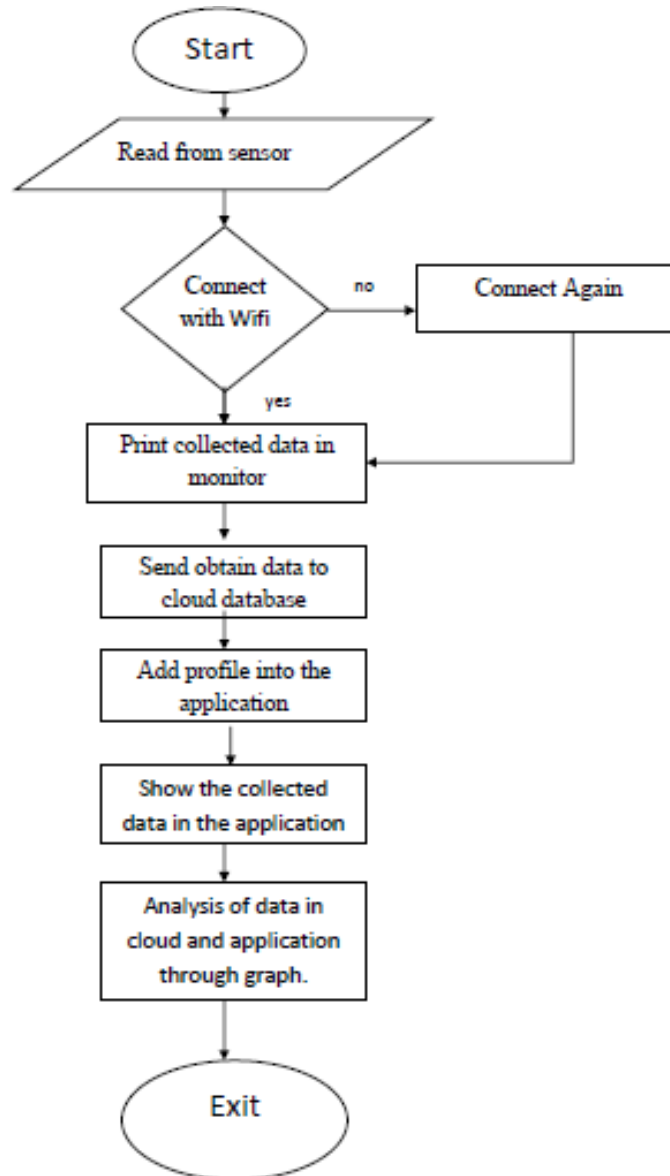 Start
Read from sensor
Connect
with Wifi
no
Connect Again
yes
Print collected data in
monitor
Send obtain data to
cloud database
Add profile into the
application
Show the collected
data in the application
Analysis of data in
cloud and application
through graph.
Exit